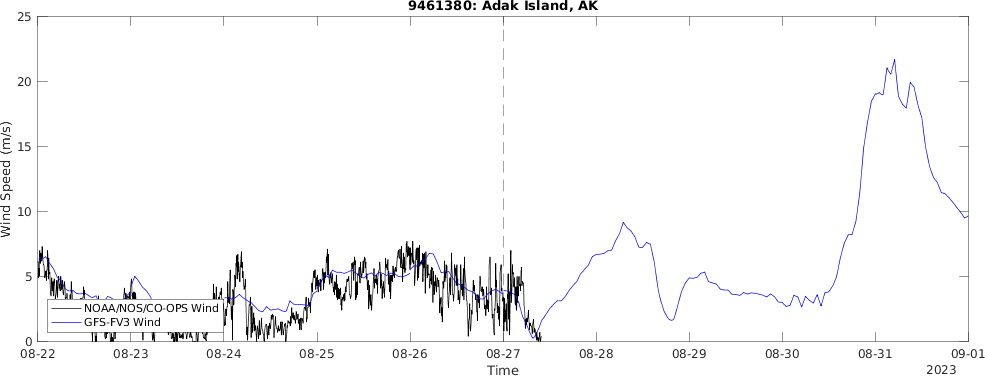 9461380: Adak Island, AK
Wind Speed (m/s)
25
20
15
10
5
0
NOAA/NOS/CO-OPS Wind
GFS-FV3 Wind
08-22 08-23 08-24 08-25 08-26 08-27 08-28 08-29 08-30 08-31 09-01
Time
2023